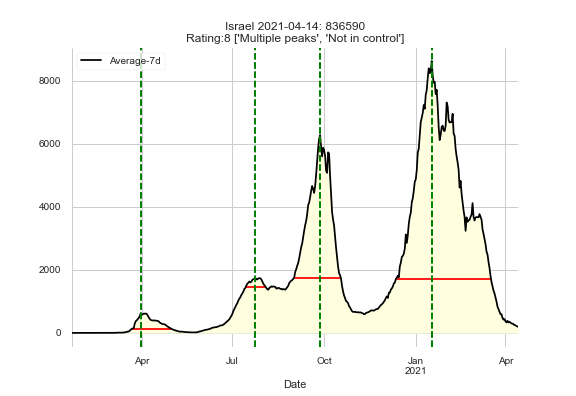 Israel 2021-04-14: 836590
Rating:8 ['Multiple peaks', 'Not in control']
Average-7d
8000
6000
4000
2000
0
Apr
Jul
Oct
Jan
2021
Apr
Date